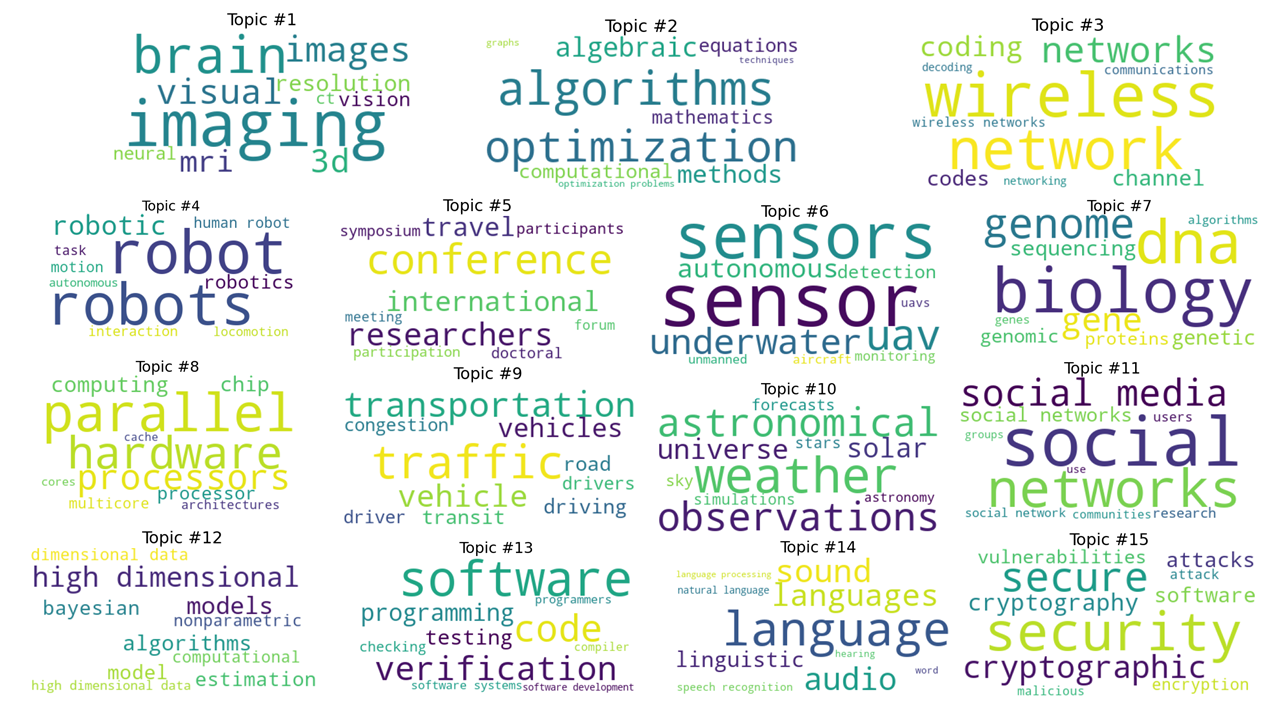 Topic #1
brain images
visual resolution
ct vision
imaging
neural mri 3d
Topic #2
graphs algebraic equations
techniques
algorithms
mathematics
optimization
computational methods
optimization problems
Topic #3
coding networks
decoding communications
wireless
wireless networks
network
codes networking channel
Topic #4
robotic human robot
task robot
motion
autonomous robotics
robots
interaction locomotion
Topic #5
symposium travel participants
conference
international
meeting forum
researchers
participation doctoral
Topic #6
sensors
autonomous detection
sensor uavs
underwater uav
unmanned aircraft monitoring
Topic #7
genome algorithms
sequencing dna
biology
genes gene
genomic proteins genetic
Topic #8
computing chip
parallel
cache
hardware
cores processors
multicore processor
architectures
Topic #9
transportation
congestion vehicles
traffic road
drivers
vehicle driving
driver transit
Topic #10
forecasts
astronomical
universe stars solar
sky weather
simulations astronomy
observations
Topic #11
social media
social networks users
groups social
use
networks
social network communities research
Topic #12
dimensional data
high dimensional
bayesian models
nonparametric
algorithms
computational
model estimation
high dimensional data
Topic #13
software
programmers
programming
testing code
checking compiler
verification
software systems software development
Topic #14
language processing sound
natural language languages
language
linguistic hearing
word
speech recognition audio
Topic #15
vulnerabilities attacks
secure attack
cryptography software
security
cryptographic
malicious encryption